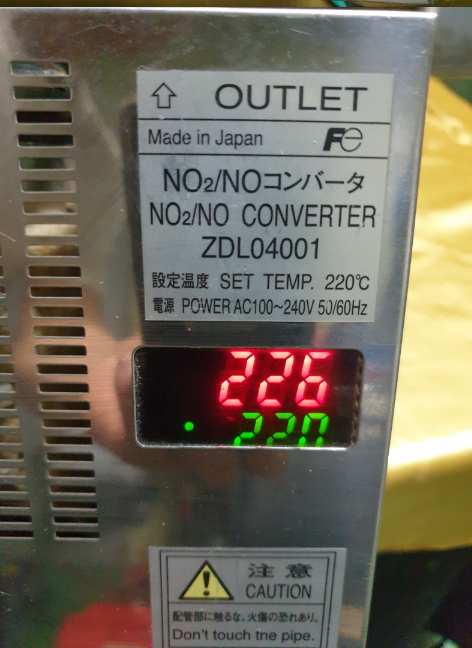 ⇧ OUTLET
Made in Japan Fe
NO₂/NOコンバータ
NO₂/NO CONVERTER
ZDL04001
設定温度 SET TEMP. 220℃
電源 POWER AC100~240V 50/60Hz
226
220
注意
CAUTION
配管部に触るな。火傷の恐れあり。
Don't touch the pipe.